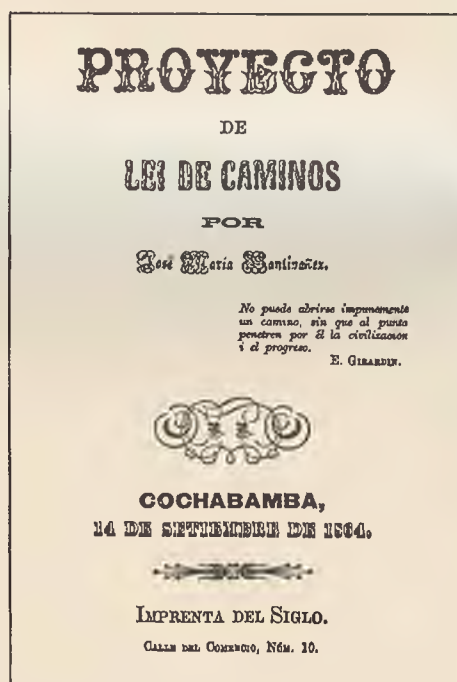 PROYECTO
DE
LEI DE CAMINOS
POR
José María Santivañez.
No puede abrirse impunemente
un camino, sin que al punto
penetren por él la civilizacion
i el progreso.
E. GIRARDIN.
COCHABAMBA,
14 DE SETIEMBRE DE 1864.
IMPRENTA DEL SIGLO.
CALLE DEL COMERCIO, NÚM. 10.